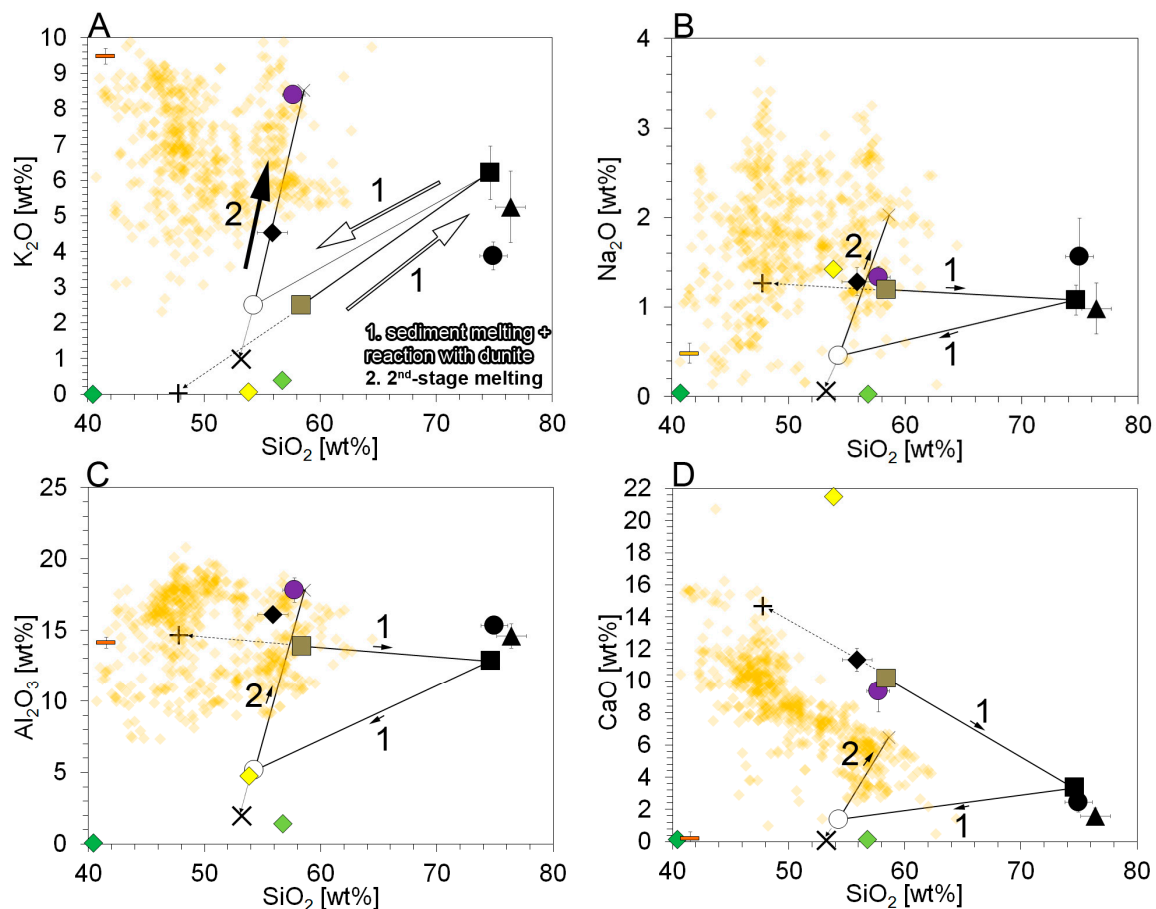 A
B
10
9
8
7
6
5
4
3
2
1
0
K₂O [wt%]
2
1
1
1. sediment melting +
reaction with dunite
2. 2nd-stage melting
40 50 60 70 80
SiO₂ [wt%]
4
3
2
1
0
Na₂O [wt%]
2
1
1
40 50 60 70 80
SiO₂ [wt%]
C
D
25
20
15
10
5
0
Al₂O₃ [wt%]
1
2
1
40 50 60 70 80
SiO₂ [wt%]
22
20
18
16
14
12
10
8
6
4
2
0
CaO [wt%]
1
2
1
40 50 60 70 80
SiO₂ [wt%]